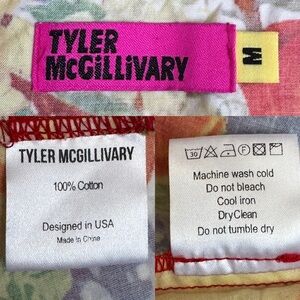 TYLER
McGiLLiVARY
M
TYLER MCGILLIVARY
100% Cotton
Designed in USA
Made in China
30
Machine wash cold
Do not bleach
Cool iron
DryClean
Do not tumble dry